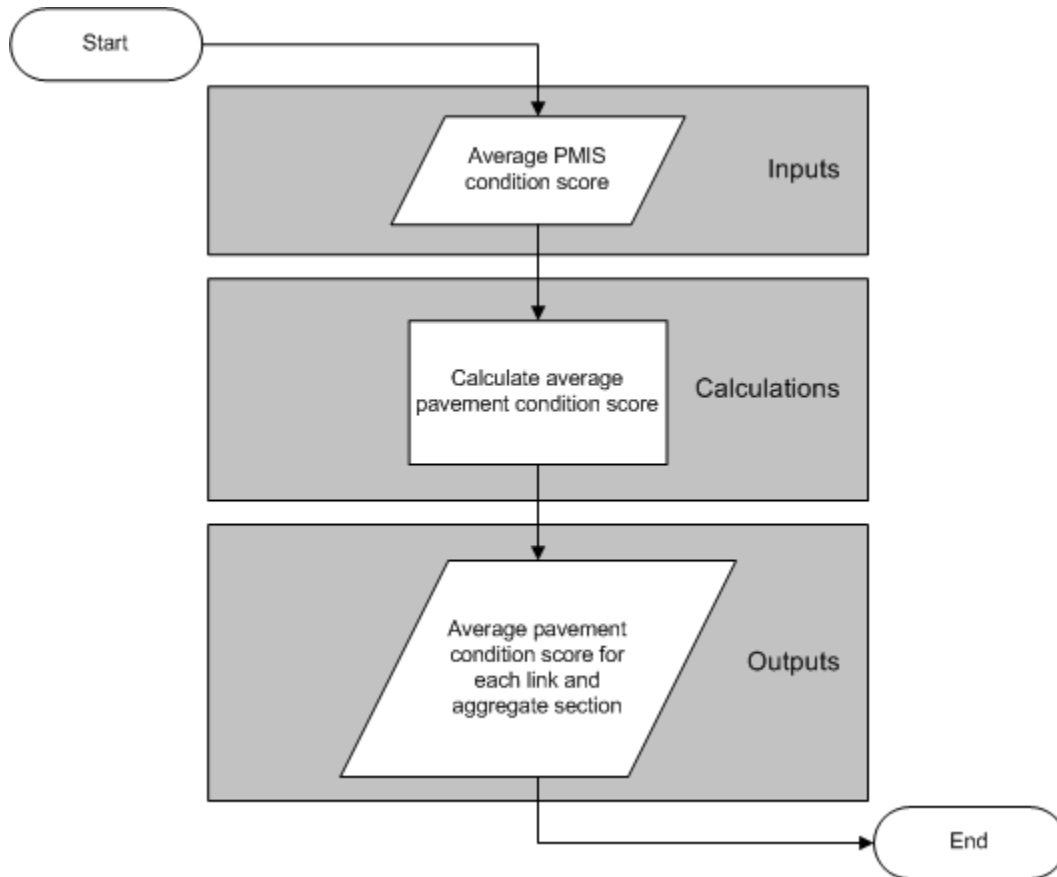 Start
Average PMIS
condition score
Inputs
Calculate average
pavement condition score
Calculations
Average pavement
condition score for
each link and
aggregate section
Outputs
End